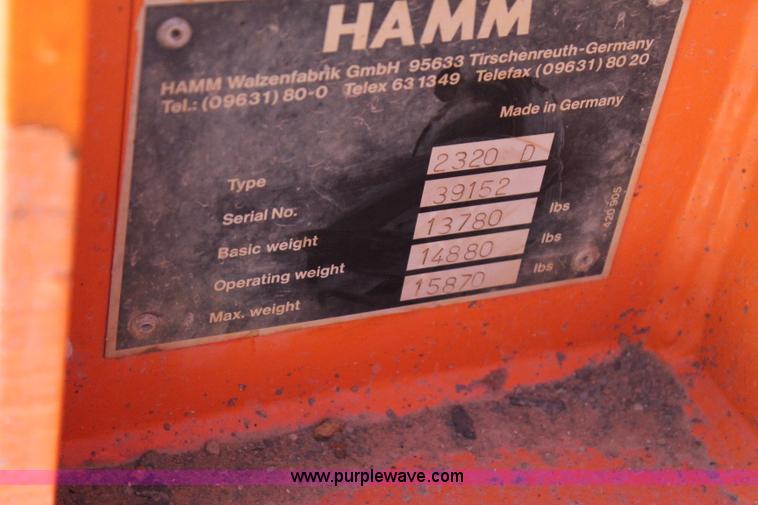 HAMM
HAMM Walzenfabrik GmbH 95633 Tirschenreuth-Germany
Tel.: (09631) 80-0 Telex 631349 Telefax (09631) 80 20
Made in Germany
Type 2320 D
Serial No. 39152
Basic weight 13780 lbs
Operating weight 14880 lbs
Max. weight 15870 lbs
420 905
www.purplewave.com